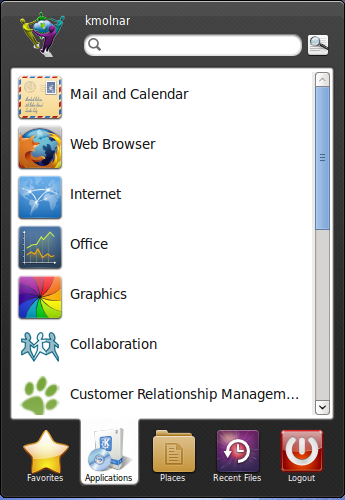 kmolnar
Mail and Calendar
Web Browser
Internet
Office
Graphics
Collaboration
Customer Relationship Managem...
Favorites
Applications
Places
Recent Files
Logout